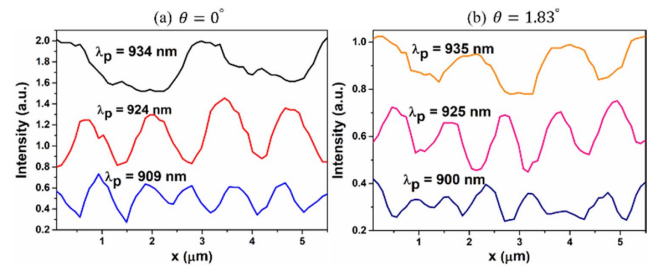 (a) θ = 0°
(b) θ = 1.83°
2.0
1.8
1.6
1.4
1.2
1.0
0.8
0.6
0.4
0.2
Intensity (a.u.)
λp = 934 nm
λp = 924 nm
λp = 909 nm
1 2 3 4 5
x (μm)
1.0
0.8
0.6
0.4
0.2
Intensity (a.u.)
λp = 935 nm
λp = 925 nm
λp = 900 nm
1 2 3 4 5
x (μm)